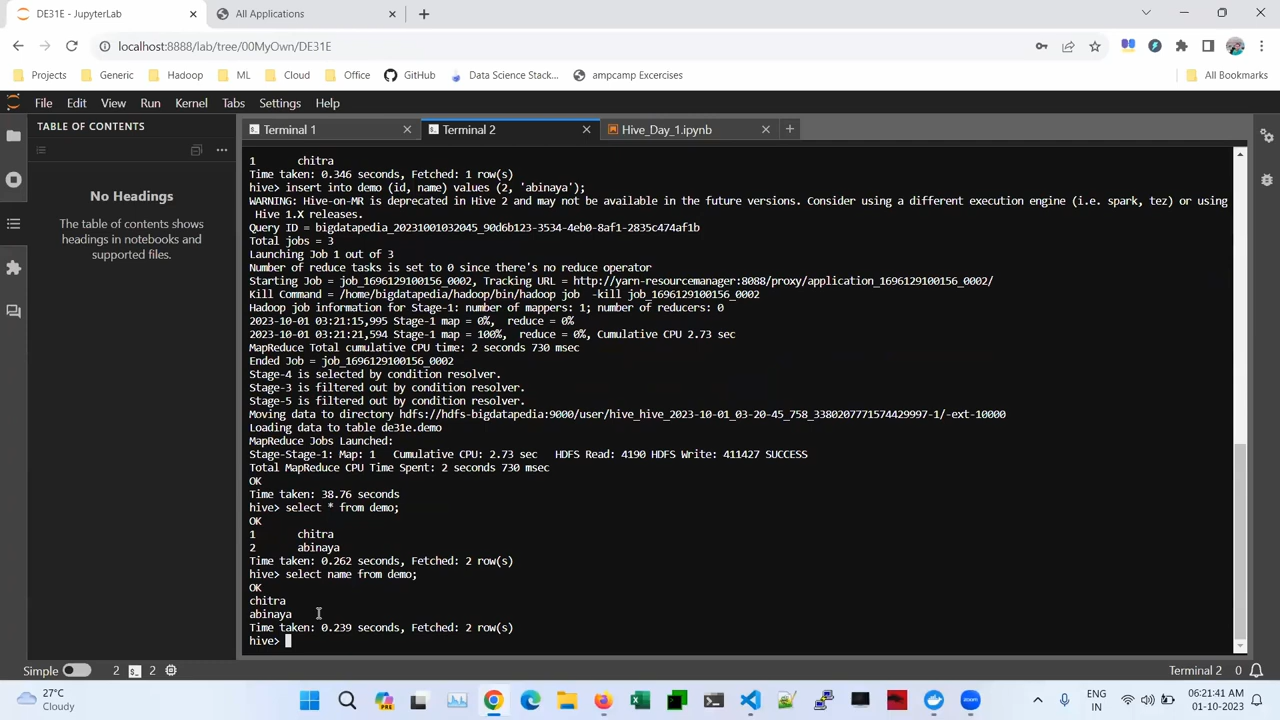 DE31E - JupyterLab
All Applications
localhost:8888/lab/tree/00MyOwn/DE31E
Projects Generic Hadoop ML Cloud Office GitHub Data Science Stack... ampcamp Excercises All Bookmarks
File Edit View Run Kernel Tabs Settings Help
TABLE OF CONTENTS
No Headings
The table of contents shows
headings in notebooks and
supported files.
Terminal 1 Terminal 2 Hive_Day_1.ipynb
1 chitra
Time taken: 0.346 seconds, Fetched: 1 row(s)
hive> insert into demo (id, name) values (2, 'abinaya');
WARNING: Hive-on-MR is deprecated in Hive 2 and may not be available in the future versions. Consider using a different execution engine (i.e. spark, tez) or using
Hive 1.X releases.
Query ID = bigdatapedia_20231001032045_90d6b123-3534-4eb0-8af1-2835c474af1b
Total jobs = 3
Launching Job 1 out of 3
Number of reduce tasks is set to 0 since there's no reduce operator
Starting Job = job_1696129100156_0002, Tracking URL = http://yarn-resourcemanager:8088/proxy/application_1696129100156_0002/
Kill Command = /home/bigdatapedia/hadoop/bin/hadoop job  -kill job_1696129100156_0002
Hadoop job information for Stage-1: number of mappers: 1; number of reducers: 0
2023-10-01 03:21:15,995 Stage-1 map = 0%,  reduce = 0%
2023-10-01 03:21:21,594 Stage-1 map = 100%,  reduce = 0%, Cumulative CPU 2.73 sec
MapReduce Total cumulative CPU time: 2 seconds 730 msec
Ended Job = job_1696129100156_0002
Stage-4 is selected by condition resolver.
Stage-3 is filtered out by condition resolver.
Stage-5 is filtered out by condition resolver.
Moving data to directory hdfs://hdfs-bigdatapedia:9000/user/hive_hive_2023-10-01_03-20-45_758_3380207771574429997-1/-ext-10000
Loading data to table de31e.demo
MapReduce Jobs Launched:
Stage-Stage-1: Map: 1   Cumulative CPU: 2.73 sec   HDFS Read: 4190 HDFS Write: 411427 SUCCESS
Total MapReduce CPU Time Spent: 2 seconds 730 msec
OK
Time taken: 38.76 seconds
hive> select * from demo;
OK
1 chitra
2 abinaya
Time taken: 0.262 seconds, Fetched: 2 row(s)
hive> select name from demo;
OK
chitra
abinaya
Time taken: 0.239 seconds, Fetched: 2 row(s)
hive>
Simple 2 2 Terminal 2 0
27°C
Cloudy
ENG
IN
06:21:41 AM
01-10-2023